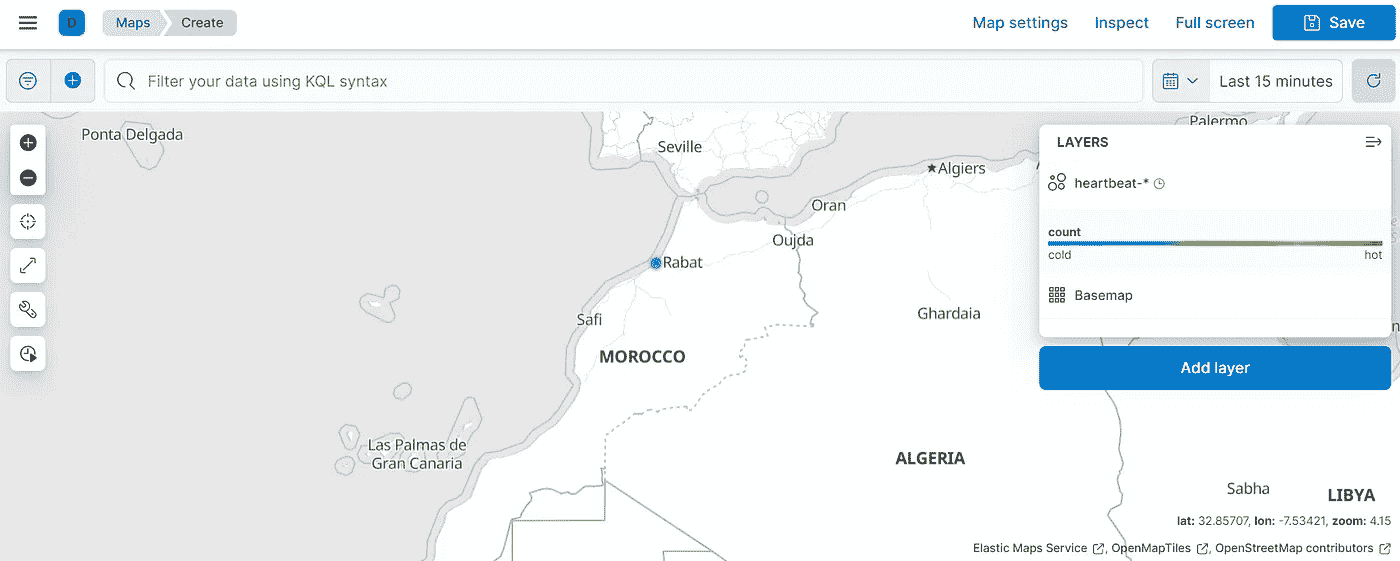 D Maps Create Map settings Inspect Full screen Save
Filter your data using KQL syntax Last 15 minutes
Ponta Delgada
Seville
Palermo
Algiers
Oran
Oujda
Rabat
Safi
Ghardaia
MOROCCO
Las Palmas de
Gran Canaria
ALGERIA
Sabha
LIBYA
LAYERS
heartbeat-*
count
cold hot
Basemap
Add layer
lat: 32.85707, lon: -7.53421, zoom: 4.15
Elastic Maps Service , OpenMapTiles , OpenStreetMap contributors